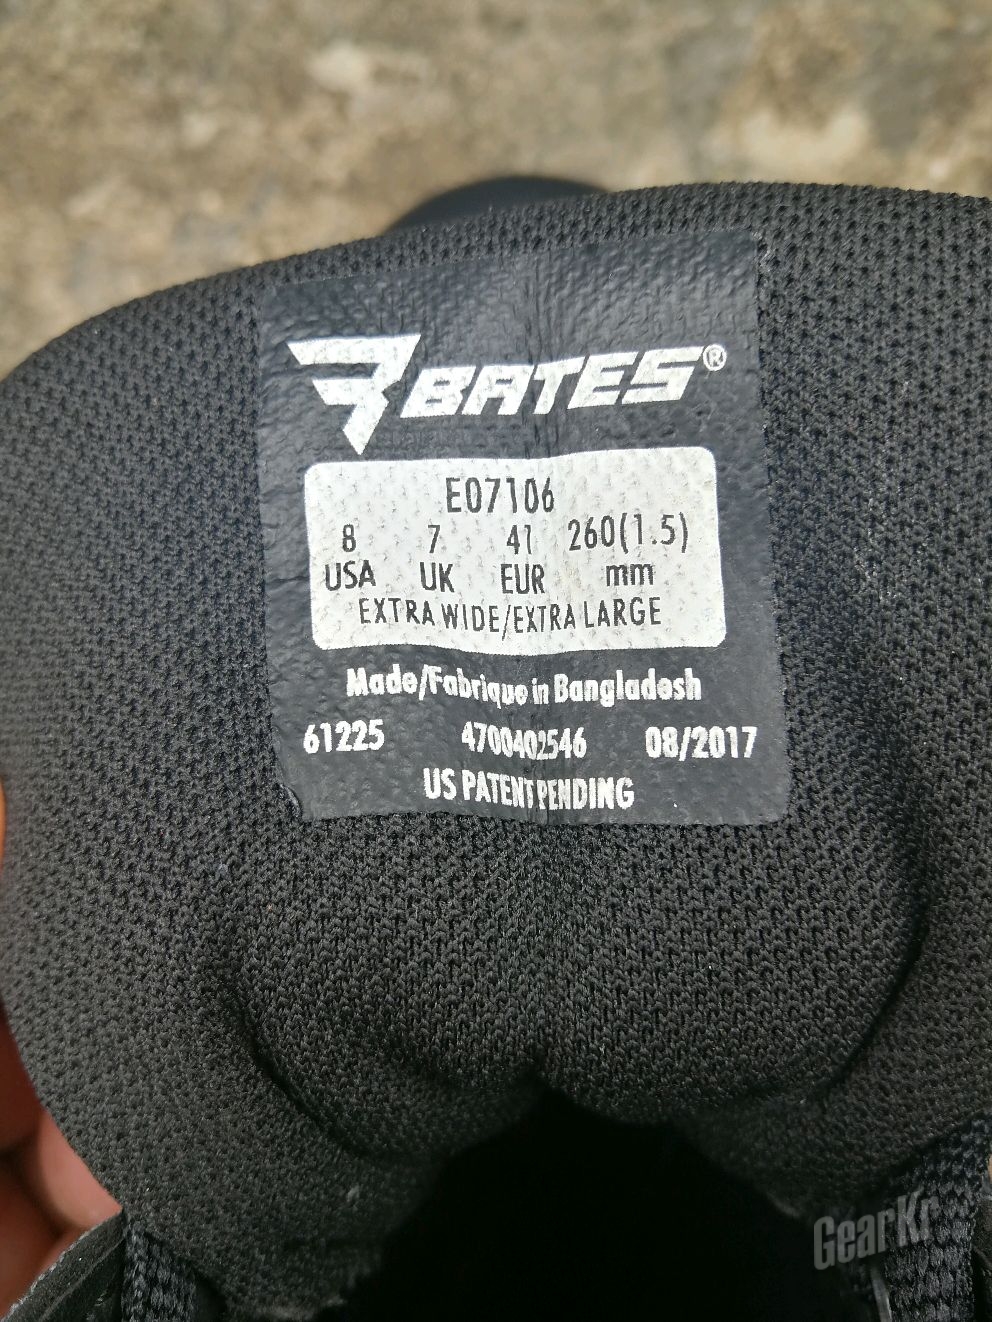 BATES®
E07106
8 7 41 260(1.5)
USA UK EUR mm
EXTRA WIDE/EXTRA LARGE
Made/Fabrique in Bangladesh
61225 4700402546 08/2017
US PATENT PENDING
GearKr